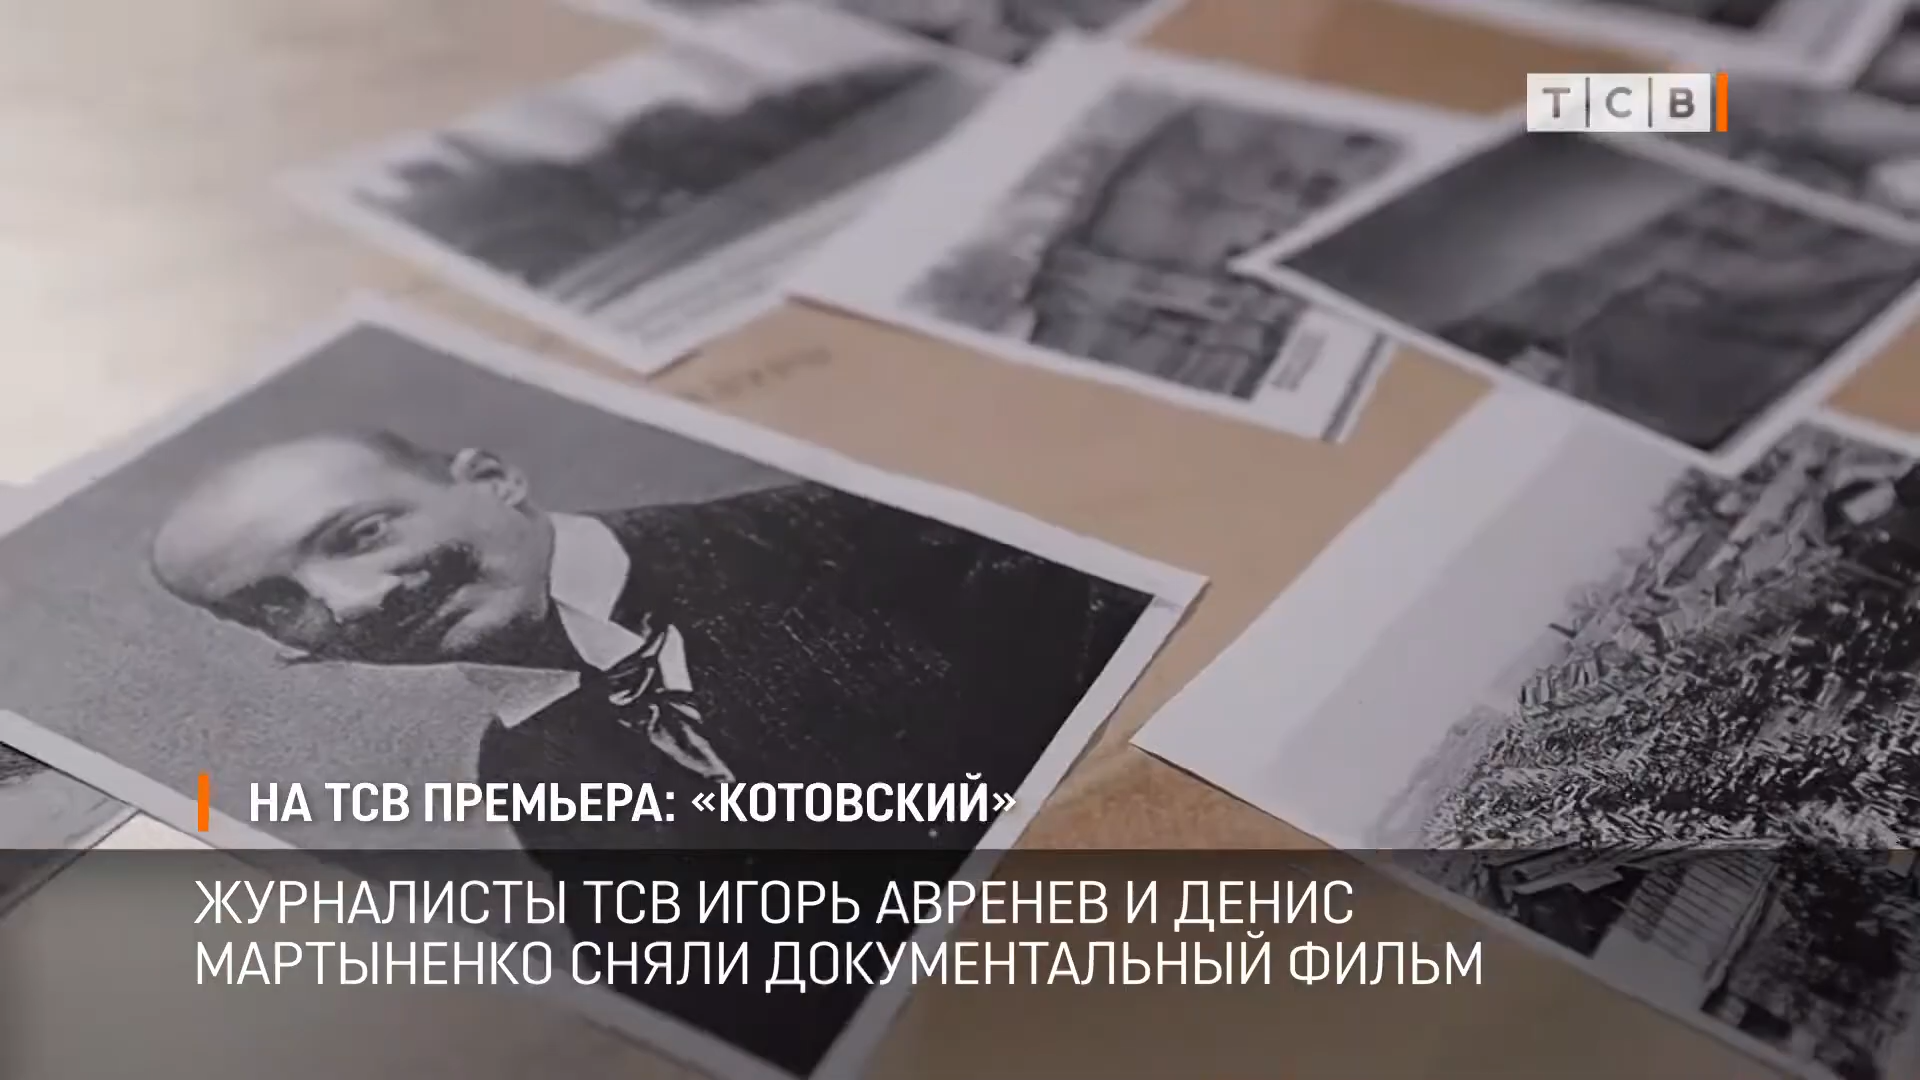 ТСВ
НА ТСВ ПРЕМЬЕРА: «КОТОВСКИЙ»
ЖУРНАЛИСТЫ ТСВ ИГОРЬ АВРЕНЕВ И ДЕНИС
МАРТЫНЕНКО СНЯЛИ ДОКУМЕНТАЛЬНЫЙ ФИЛЬМ